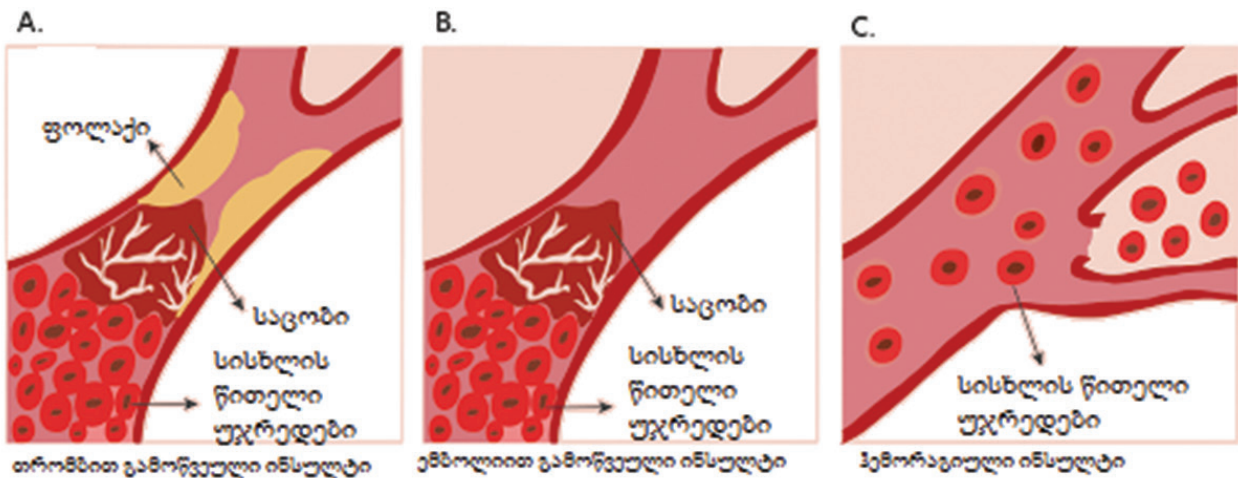 A.
ფოლაქი
საცობი
სისხლის
წითელი
უჯრედები
თრომბით გამოწვეული ინსულტი
B.
საცობი
სისხლის
წითელი
უჯრედები
ემბოლიით გამოწვეული ინსულტი
C.
სისხლის წითელი
უჯრედები
ჰემორაგიული ინსულტი